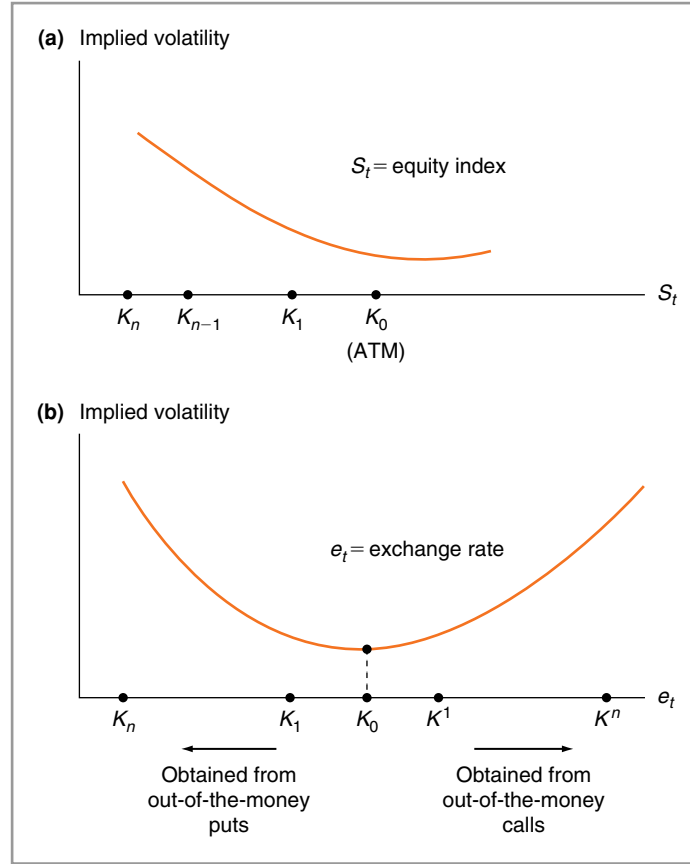 (a) Implied volatility
S_t = equity index
K_n K_{n−1} K_1 K_0 S_t
(ATM)
(b) Implied volatility
e_t = exchange rate
K_n K_1 K_0 K^1 K^n e_t
Obtained from Obtained from
out-of-the-money out-of-the-money
puts calls